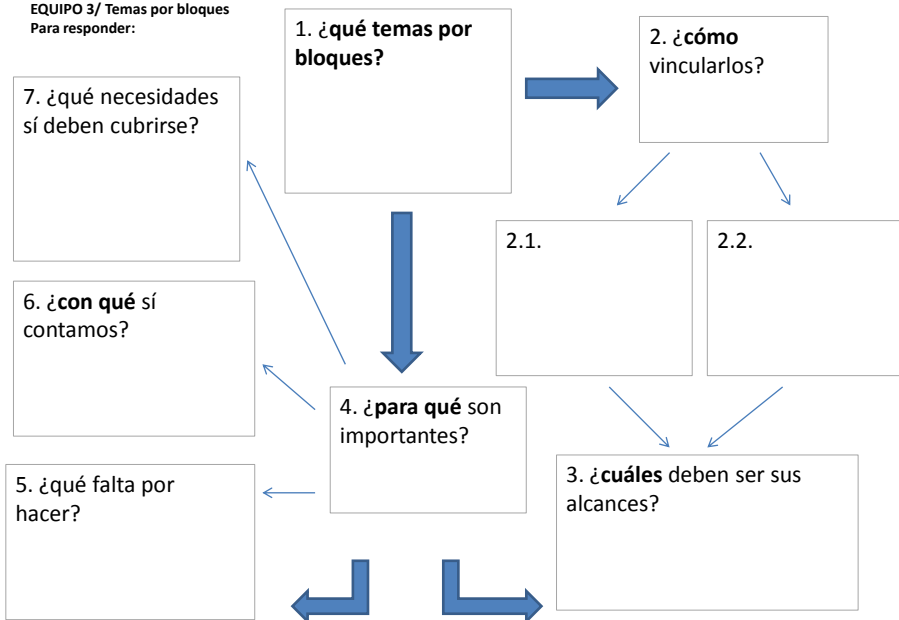 EQUIPO 3/ Temas por bloques
Para responder:
1. ¿qué temas por
bloques?
2. ¿cómo
vincularlos?
7. ¿qué necesidades
sí deben cubrirse?
2.1.
2.2.
6. ¿con qué sí
contamos?
4. ¿para qué son
importantes?
3. ¿cuáles deben ser sus
alcances?
5. ¿qué falta por
hacer?